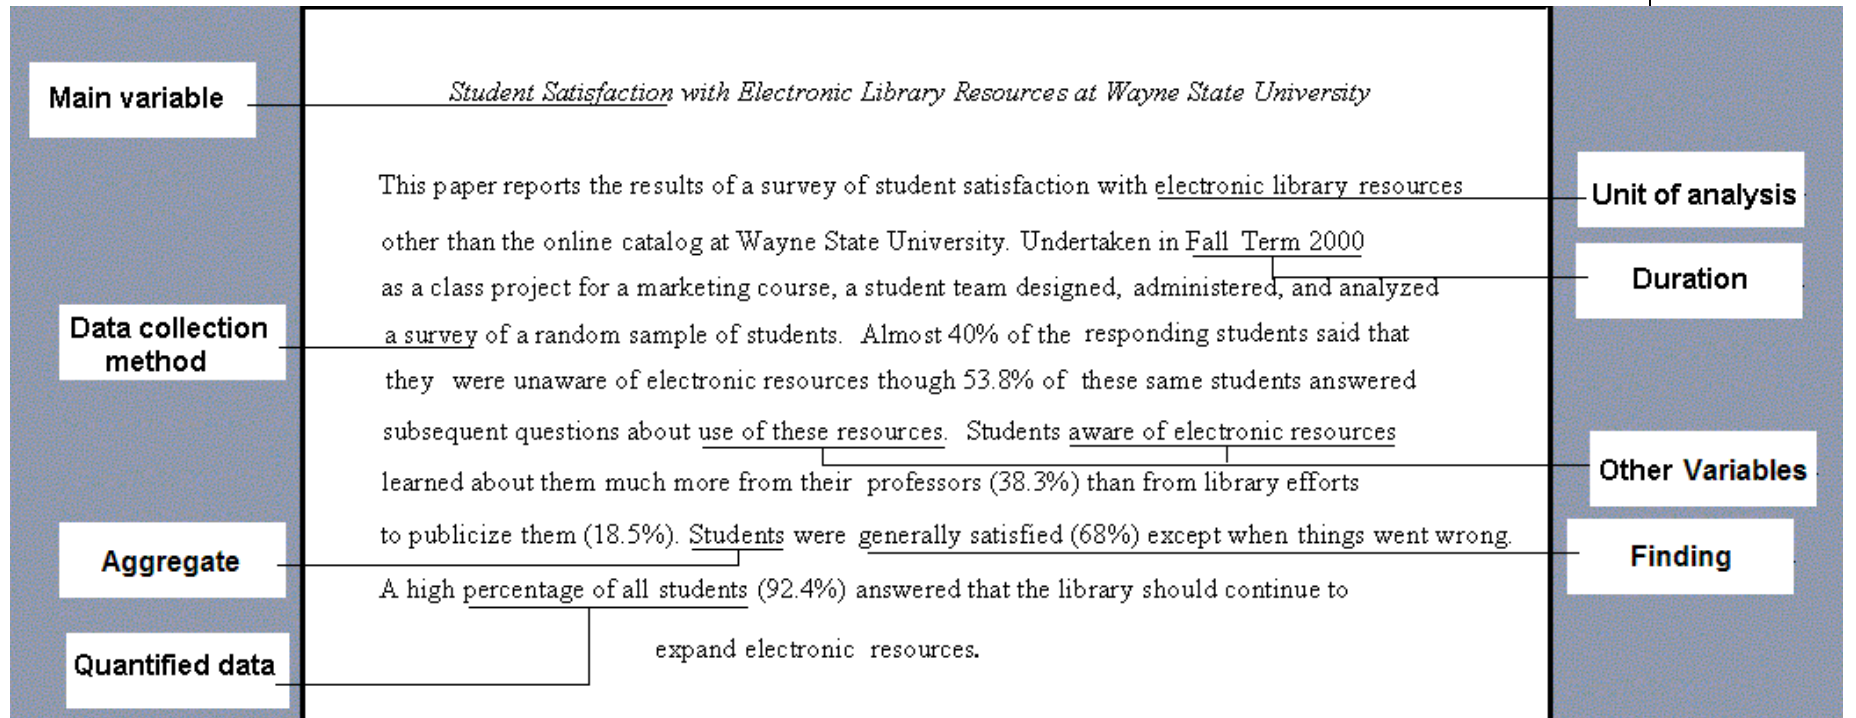 Main variable
Student Satisfaction with Electronic Library Resources at Wayne State University
This paper reports the results of a survey of student satisfaction with electronic library resources
Unit of analysis
other than the online catalog at Wayne State University. Undertaken in Fall Term 2000
Duration
as a class project for a marketing course, a student team designed, administered, and analyzed
Data collection
method
a survey of a random sample of students. Almost 40% of the responding students said that
they were unaware of electronic resources though 53.8% of these same students answered
subsequent questions about use of these resources. Students aware of electronic resources
Other Variables
learned about them much more from their professors (38.3%) than from library efforts
to publicize them (18.5%). Students were generally satisfied (68%) except when things went wrong.
Aggregate
Finding
A high percentage of all students (92.4%) answered that the library should continue to
expand electronic resources.
Quantified data